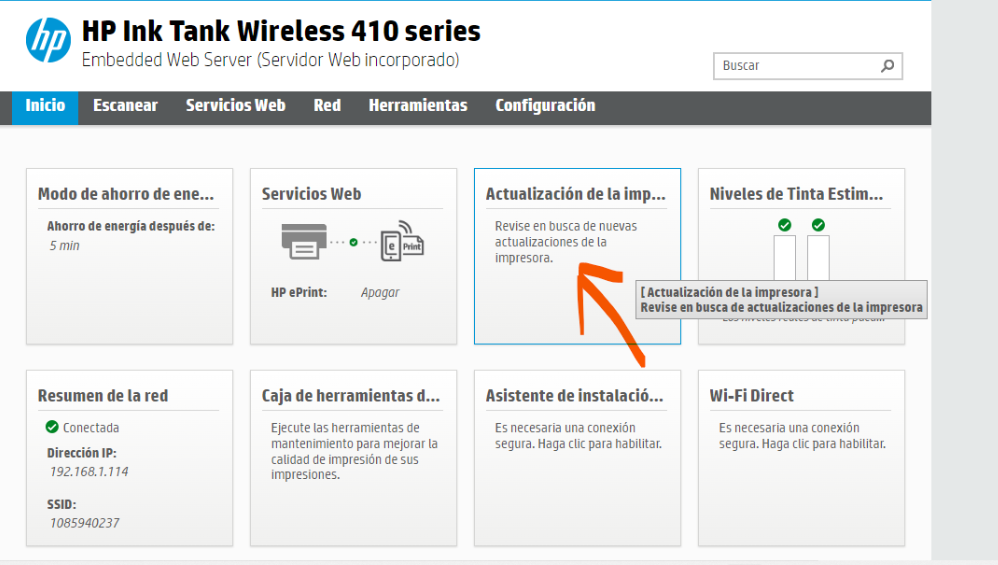 hp
HP Ink Tank Wireless 410 series
Embedded Web Server (Servidor Web incorporado)
Buscar
Inicio Escanear Servicios Web Red Herramientas Configuración
Modo de ahorro de ene...
Ahorro de energía después de:
5 min
Servicios Web
e Print
HP ePrint: Apagar
Actualización de la imp...
Revise en busca de nuevas
actualizaciones de la
impresora.
Niveles de Tinta Estim...
[ Actualización de la impresora ]
Revise en busca de actualizaciones de la impresora
Los niveles reales de tinta pued...
Resumen de la red
Conectada
Dirección IP:
192.168.1.114
SSID:
1085940237
Caja de herramientas d...
Ejecute las herramientas de
mantenimiento para mejorar la
calidad de impresión de sus
impresiones.
Asistente de instalació...
Es necesaria una conexión
segura. Haga clic para habilitar.
Wi-Fi Direct
Es necesaria una conexión
segura. Haga clic para habilitar.